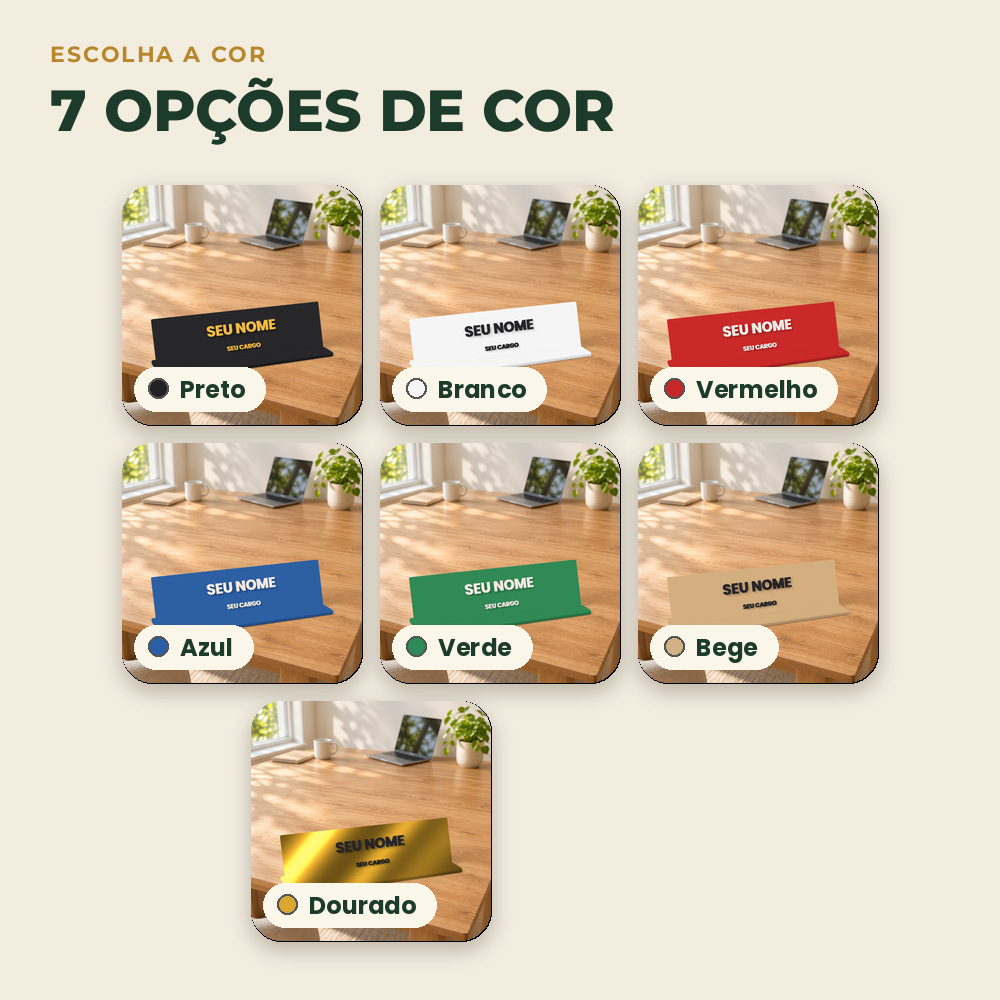 ESCOLHA A COR
7 OPÇÕES DE COR
SEU NOME
SEU CARGO
Preto
SEU NOME
SEU CARGO
Branco
SEU NOME
SEU CARGO
Vermelho
SEU NOME
SEU CARGO
Azul
SEU NOME
SEU CARGO
Verde
SEU NOME
SEU CARGO
Bege
SEU NOME
SEU CARGO
Dourado